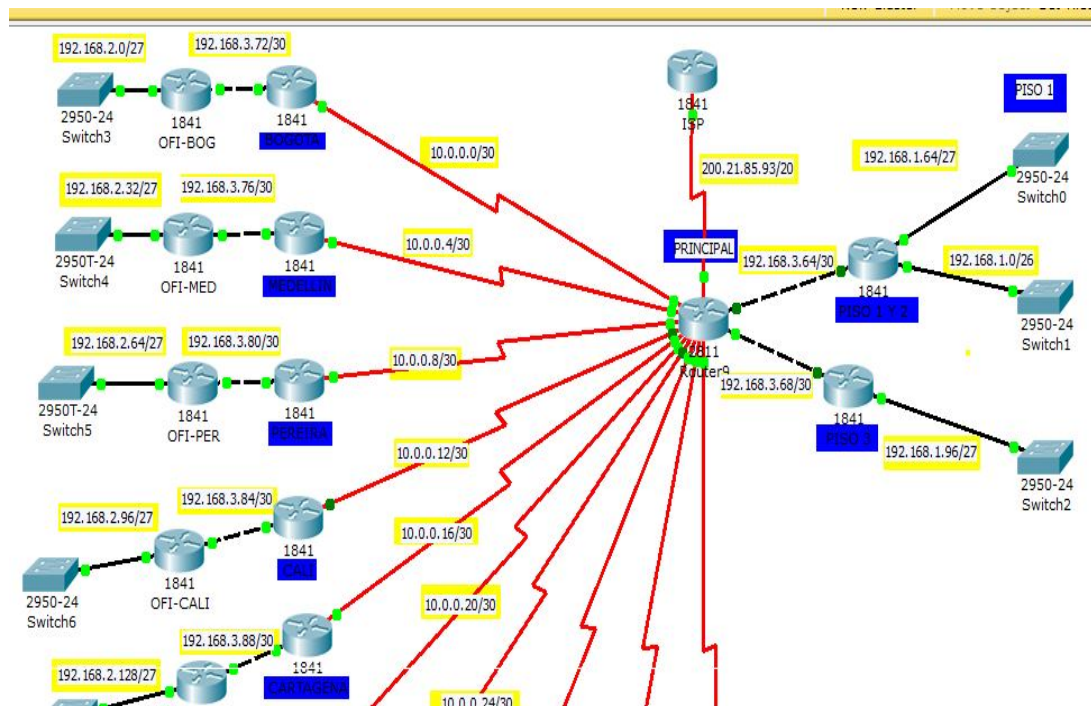 192.168.2.0/27
192.168.3.72/30
2950-24
Switch3
1841
OFI-BOG
1841
BOGOTA
10.0.0.0/30
1841
ISP
200.21.85.93/20
PISO 1
192.168.1.64/27
2950-24
Switch0
192.168.2.32/27
192.168.3.76/30
2950T-24
Switch4
1841
OFI-MED
1841
MEDELLIN
10.0.0.4/30
PRINCIPAL
192.168.3.64/30
1841
PISO 1 Y 2
192.168.1.0/26
2950-24
Switch1
192.168.2.64/27
192.168.3.80/30
2950T-24
Switch5
1841
OFI-PER
1841
PEREIRA
10.0.0.8/30
2811
Router9
192.168.3.68/30
1841
PISO 3
192.168.1.96/27
2950-24
Switch2
192.168.2.96/27
192.168.3.84/30
2950-24
Switch6
1841
OFI-CALI
1841
CALI
10.0.0.12/30
10.0.0.16/30
10.0.0.20/30
192.168.2.128/27
192.168.3.88/30
1841
CARTAGENA
10.0.0.24/30